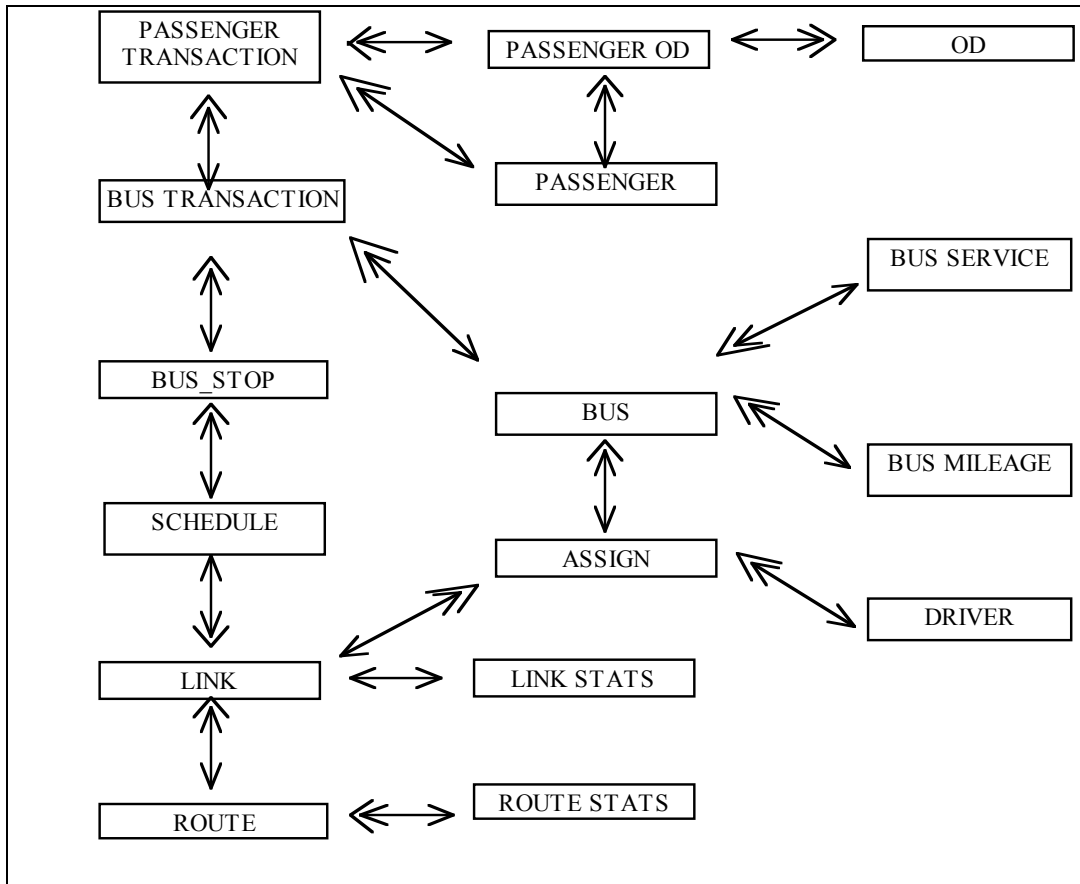 PASSENGER
TRANSACTION
PASSENGER OD
OD
PASSENGER
BUS TRANSACTION
BUS SERVICE
BUS_STOP
BUS
BUS MILEAGE
SCHEDULE
ASSIGN
DRIVER
LINK
LINK STATS
ROUTE
ROUTE STATS